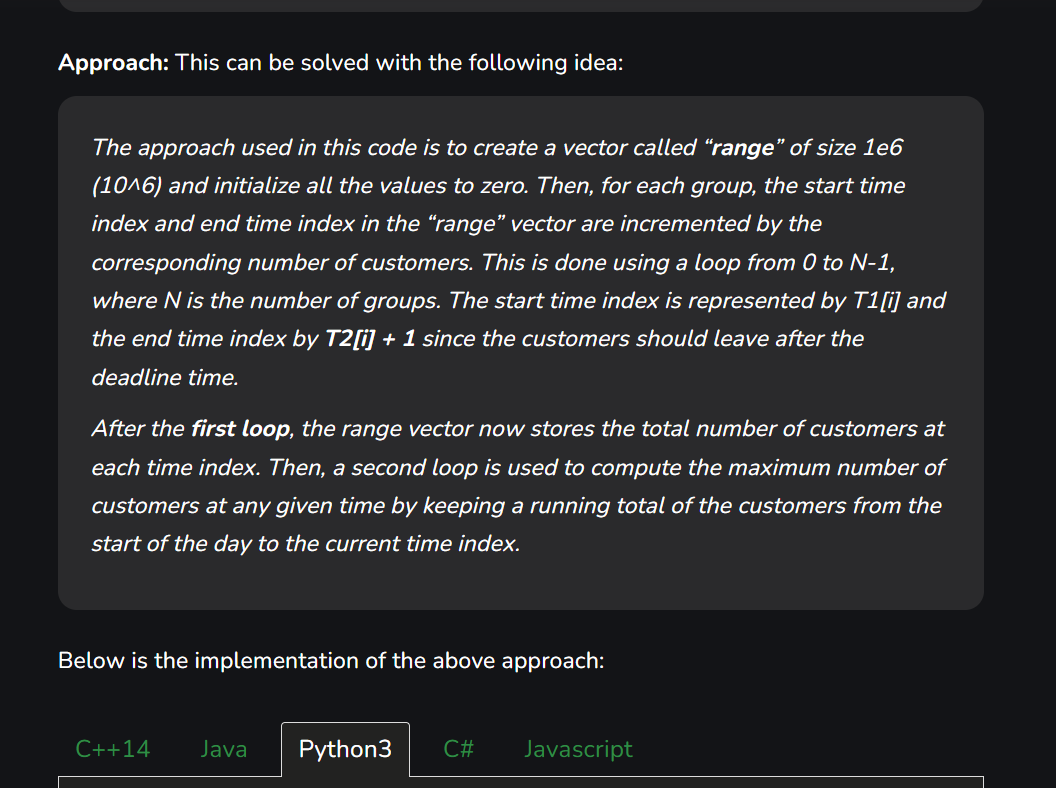 Approach: This can be solved with the following idea:
The approach used in this code is to create a vector called “range” of size 1e6
(10^6) and initialize all the values to zero. Then, for each group, the start time
index and end time index in the “range” vector are incremented by the
corresponding number of customers. This is done using a loop from 0 to N-1,
where N is the number of groups. The start time index is represented by T1[i] and
the end time index by T2[i] + 1 since the customers should leave after the
deadline time.
After the first loop, the range vector now stores the total number of customers at
each time index. Then, a second loop is used to compute the maximum number of
customers at any given time by keeping a running total of the customers from the
start of the day to the current time index.
Below is the implementation of the above approach:
C++14 Java Python3 C# Javascript